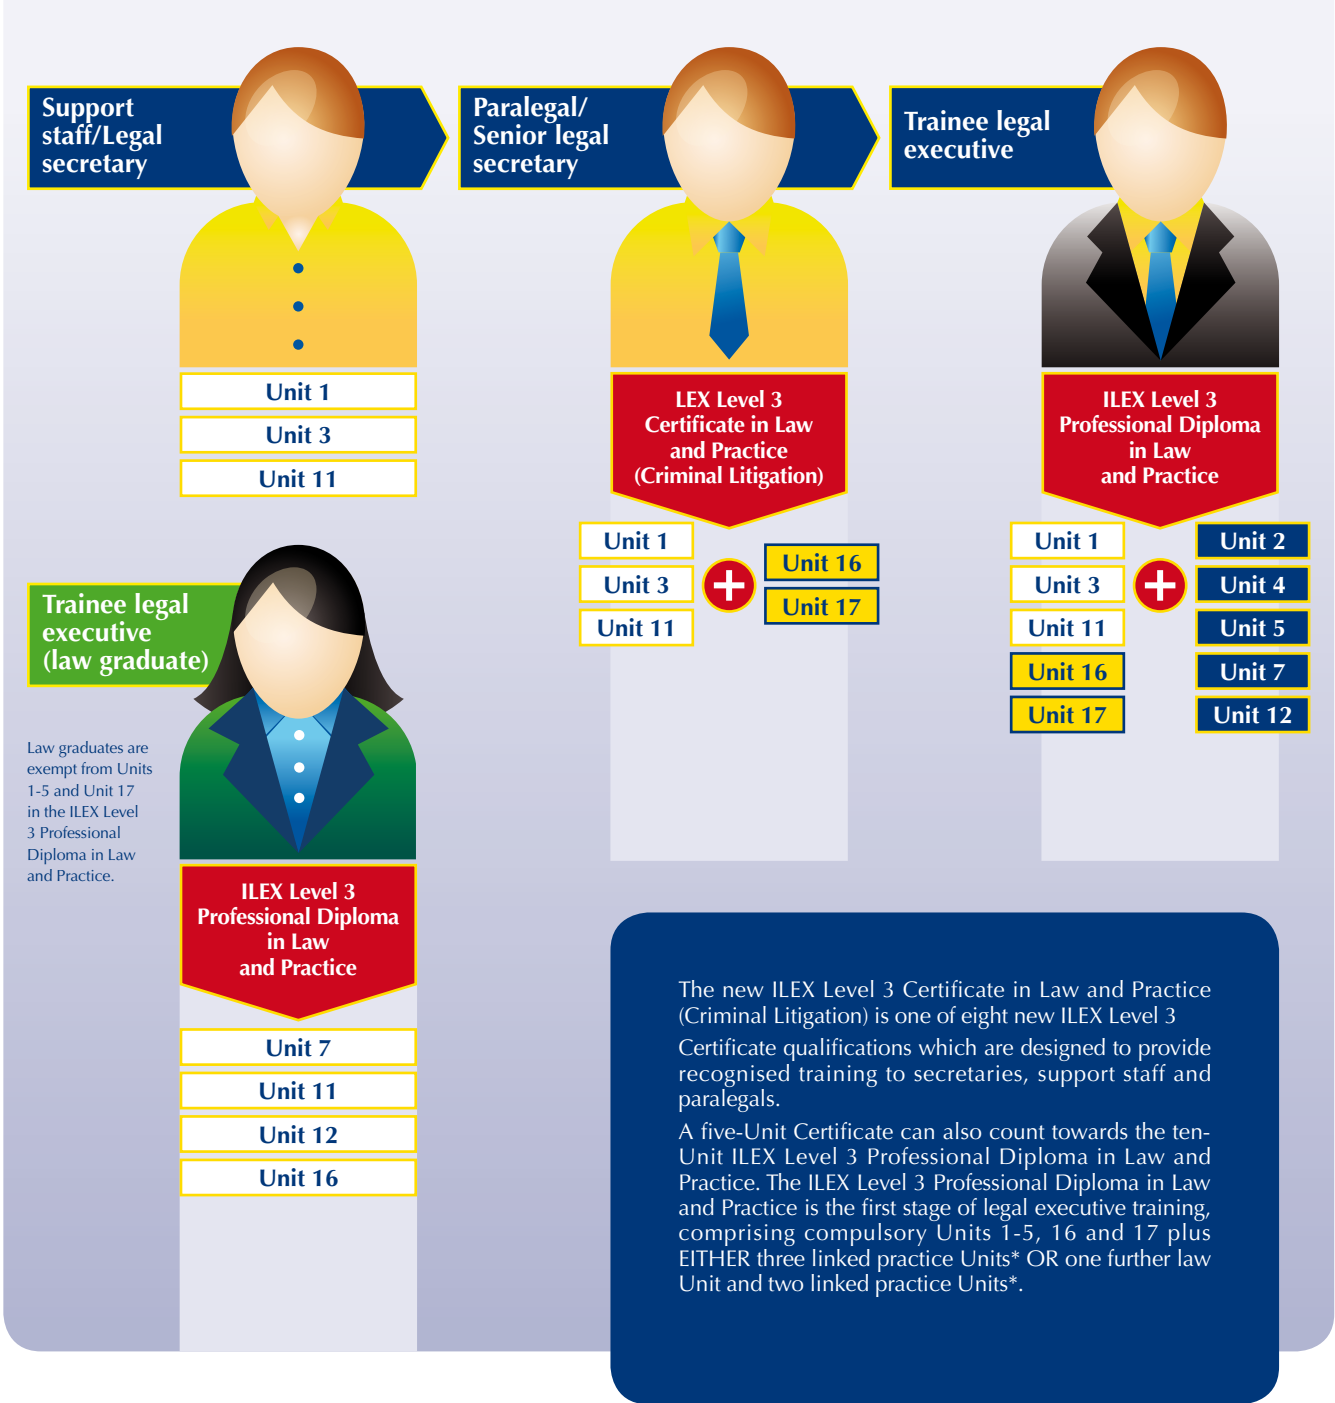 Support
staff/Legal
secretary
Unit 1
Unit 3
Unit 11
Paralegal/
Senior legal
secretary
LEX Level 3
Certificate in Law
and Practice
(Criminal Litigation)
Unit 1
Unit 3
Unit 11
Unit 16
Unit 17
Trainee legal
executive
ILEX Level 3
Professional Diploma
in Law
and Practice
Unit 1
Unit 3
Unit 11
Unit 16
Unit 17
Unit 2
Unit 4
Unit 5
Unit 7
Unit 12
Trainee legal
executive
(law graduate)
Law graduates are
exempt from Units
1-5 and Unit 17
in the ILEX Level
3 Professional
Diploma in Law
and Practice.
ILEX Level 3
Professional Diploma
in Law
and Practice
Unit 7
Unit 11
Unit 12
Unit 16
The new ILEX Level 3 Certificate in Law and Practice
(Criminal Litigation) is one of eight new ILEX Level 3
Certificate qualifications which are designed to provide
recognised training to secretaries, support staff and
paralegals.
A five-Unit Certificate can also count towards the ten-
Unit ILEX Level 3 Professional Diploma in Law and
Practice. The ILEX Level 3 Professional Diploma in Law
and Practice is the first stage of legal executive training,
comprising compulsory Units 1-5, 16 and 17 plus
EITHER three linked practice Units* OR one further law
Unit and two linked practice Units*.